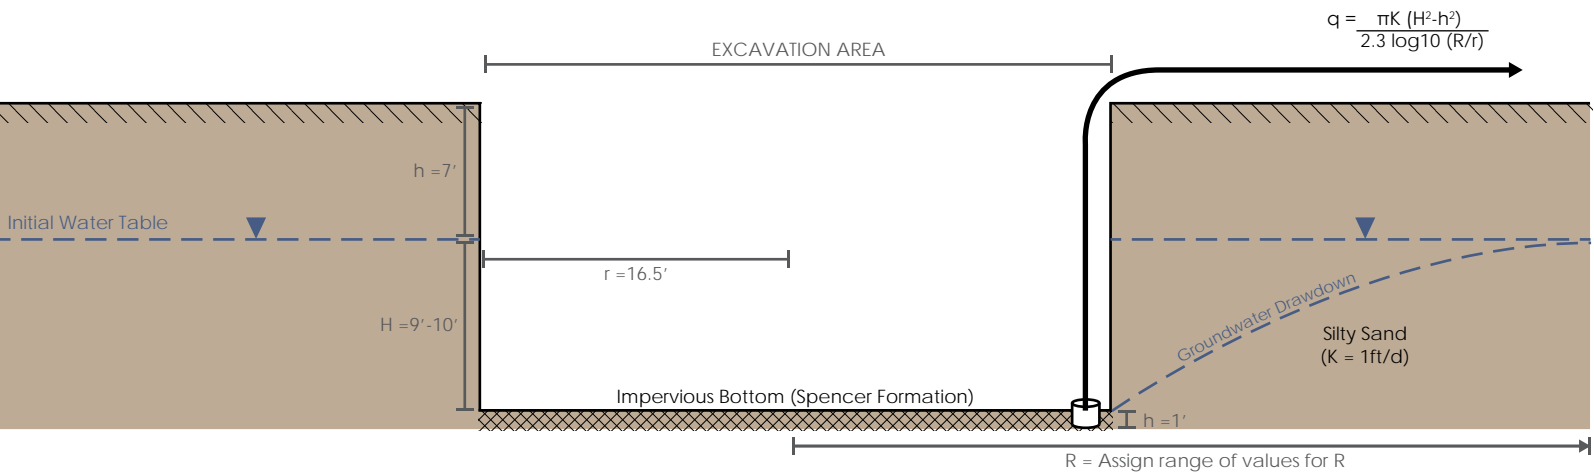 q = πK (H²-h²)
2.3 log10 (R/r)
EXCAVATION AREA
h =7'
Initial Water Table
r =16.5'
H =9'-10'
Groundwater Drawdown
Silty Sand
(K = 1ft/d)
Impervious Bottom (Spencer Formation)
h =1'
R = Assign range of values for R